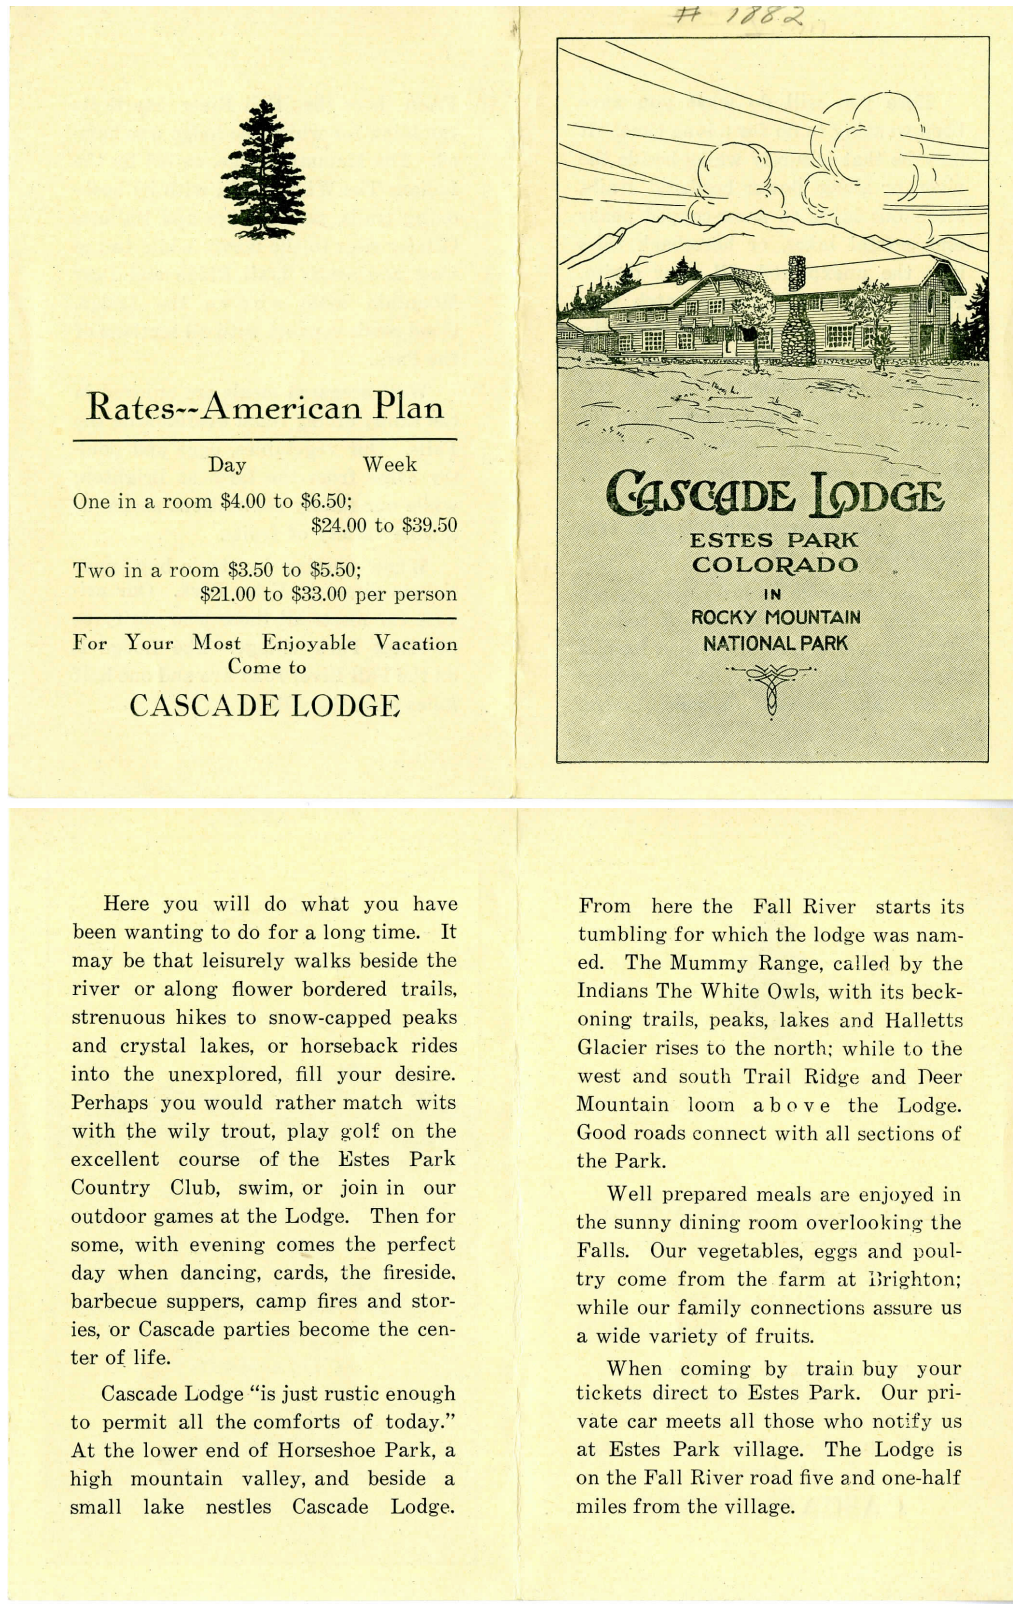 # 1882
Rates--American Plan
Day Week
One in a room $4.00 to $6.50;
$24.00 to $39.50
Two in a room $3.50 to $5.50;
$21.00 to $33.00 per person
For Your Most Enjoyable Vacation
Come to
CASCADE LODGE
CASCADE LODGE
ESTES PARK
COLORADO
IN
ROCKY MOUNTAIN
NATIONAL PARK
Here you will do what you have
been wanting to do for a long time. It
may be that leisurely walks beside the
river or along flower bordered trails,
strenuous hikes to snow-capped peaks
and crystal lakes, or horseback rides
into the unexplored, fill your desire.
Perhaps you would rather match wits
with the wily trout, play golf on the
excellent course of the Estes Park
Country Club, swim, or join in our
outdoor games at the Lodge. Then for
some, with evening comes the perfect
day when dancing, cards, the fireside,
barbecue suppers, camp fires and stor-
ies, or Cascade parties become the cen-
ter of life.
Cascade Lodge “is just rustic enough
to permit all the comforts of today.”
At the lower end of Horseshoe Park, a
high mountain valley, and beside a
small lake nestles Cascade Lodge.
From here the Fall River starts its
tumbling for which the lodge was nam-
ed. The Mummy Range, called by the
Indians The White Owls, with its beck-
oning trails, peaks, lakes and Halletts
Glacier rises to the north; while to the
west and south Trail Ridge and Deer
Mountain loom above the Lodge.
Good roads connect with all sections of
the Park.
Well prepared meals are enjoyed in
the sunny dining room overlooking the
Falls. Our vegetables, eggs and poul-
try come from the farm at Brighton;
while our family connections assure us
a wide variety of fruits.
When coming by train buy your
tickets direct to Estes Park. Our pri-
vate car meets all those who notify us
at Estes Park village. The Lodge is
on the Fall River road five and one-half
miles from the village.